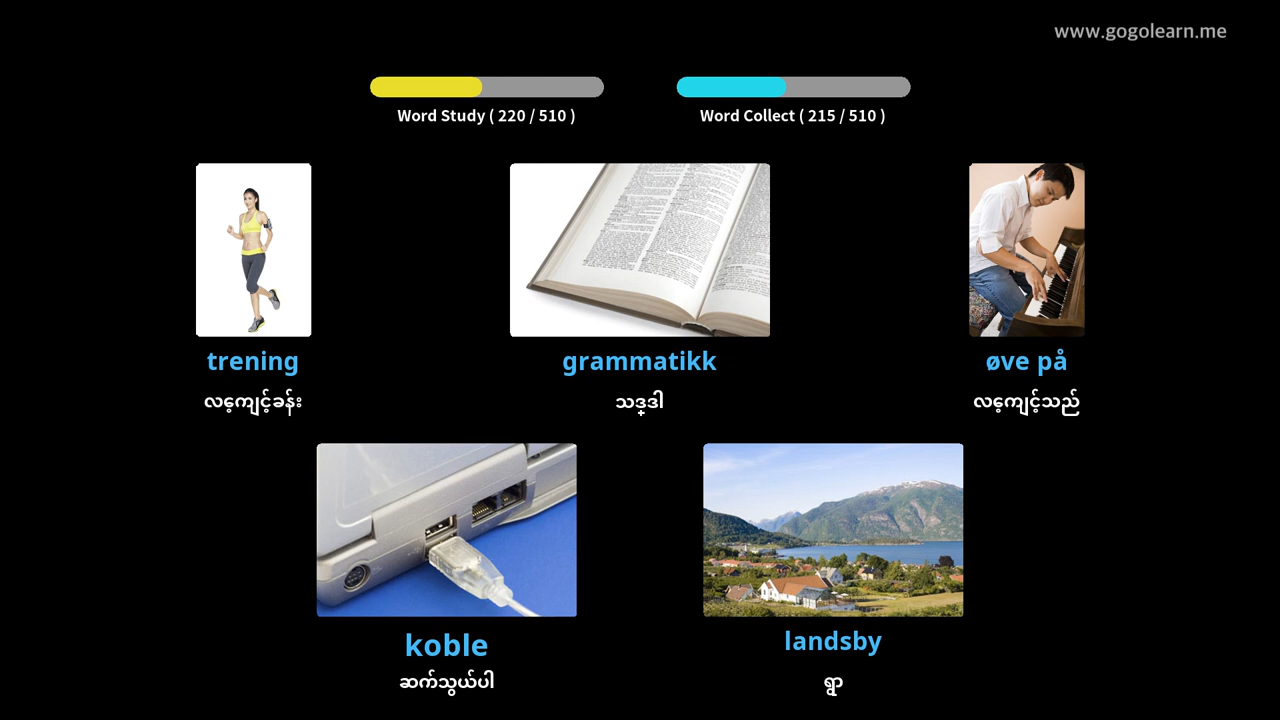 www.gogolearn.me
Word Study ( 220 / 510 )
Word Collect ( 215 / 510 )
trening
လေ့ကျင့်ခန်း
grammatikk
သဒ္ဒါ
øve på
လေ့ကျင့်သည်
koble
ဆက်သွယ်ပါ
landsby
ရွာ